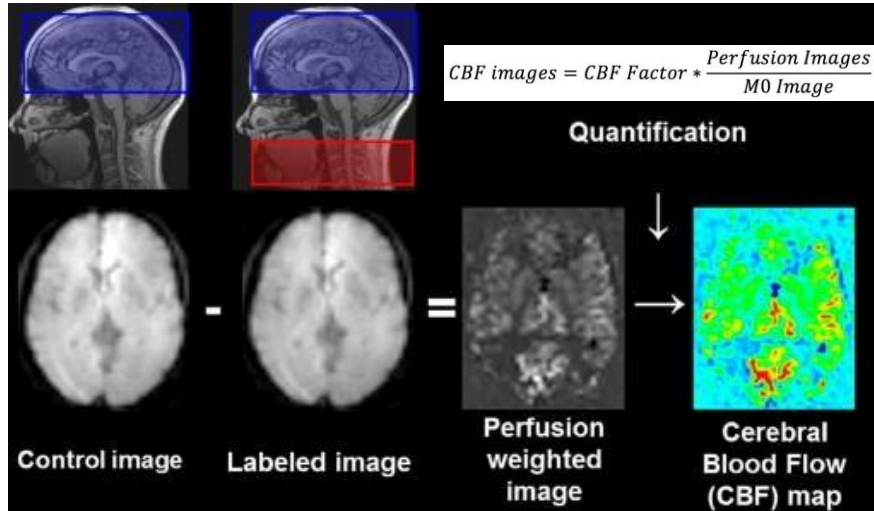 CBF images = CBF Factor * Perfusion Images / M0 Image
Quantification
-
=
Control image
Labeled image
Perfusion
weighted
image
Cerebral
Blood Flow
(CBF) map